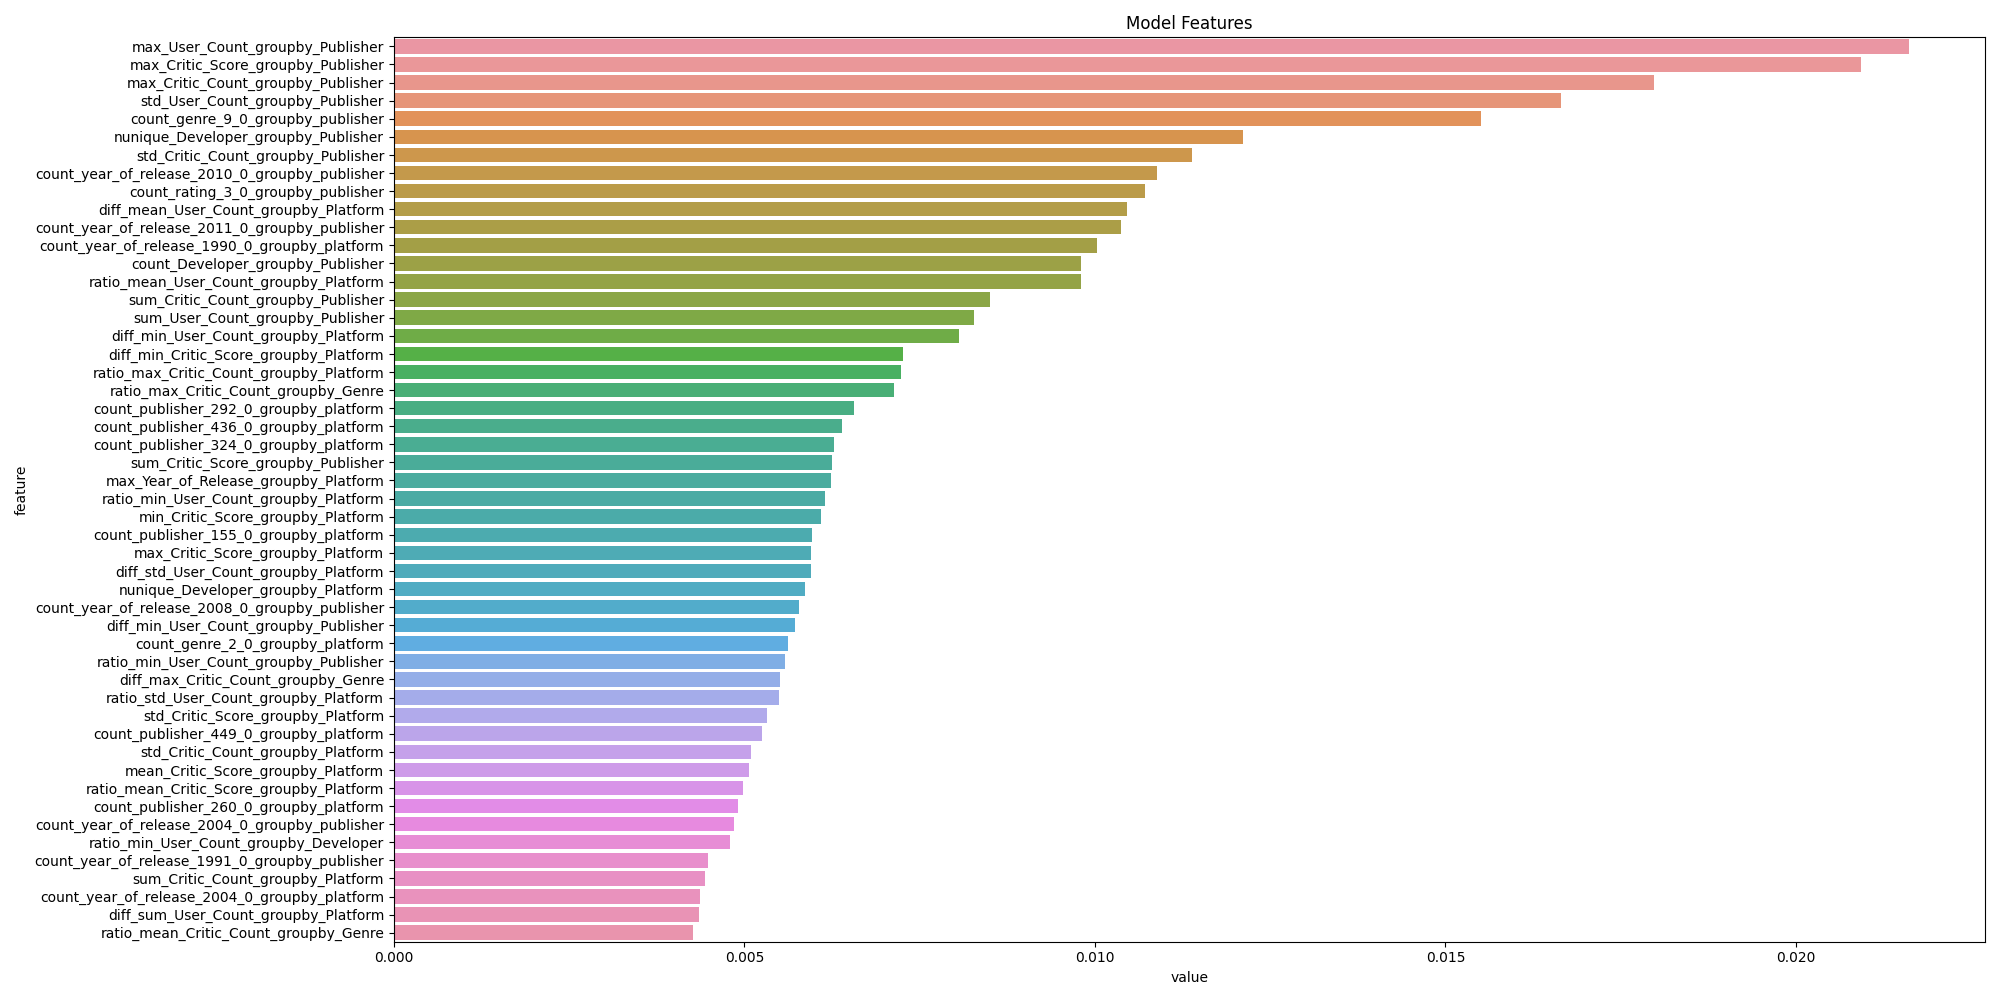 Model Features
max_User_Count_groupby_Publisher
max_Critic_Score_groupby_Publisher
max_Critic_Count_groupby_Publisher
std_User_Count_groupby_Publisher
count_genre_9_0_groupby_publisher
nunique_Developer_groupby_Publisher
std_Critic_Count_groupby_Publisher
count_year_of_release_2010_0_groupby_publisher
count_rating_3_0_groupby_publisher
diff_mean_User_Count_groupby_Platform
count_year_of_release_2011_0_groupby_publisher
count_year_of_release_1990_0_groupby_platform
count_Developer_groupby_Publisher
ratio_mean_User_Count_groupby_Platform
sum_Critic_Count_groupby_Publisher
sum_User_Count_groupby_Publisher
diff_min_User_Count_groupby_Platform
diff_min_Critic_Score_groupby_Platform
ratio_max_Critic_Count_groupby_Platform
ratio_max_Critic_Count_groupby_Genre
count_publisher_292_0_groupby_platform
count_publisher_436_0_groupby_platform
count_publisher_324_0_groupby_platform
sum_Critic_Score_groupby_Publisher
max_Year_of_Release_groupby_Platform
ratio_min_User_Count_groupby_Platform
min_Critic_Score_groupby_Platform
count_publisher_155_0_groupby_platform
max_Critic_Score_groupby_Platform
diff_std_User_Count_groupby_Platform
nunique_Developer_groupby_Platform
count_year_of_release_2008_0_groupby_publisher
diff_min_User_Count_groupby_Publisher
count_genre_2_0_groupby_platform
ratio_min_User_Count_groupby_Publisher
diff_max_Critic_Count_groupby_Genre
ratio_std_User_Count_groupby_Platform
std_Critic_Score_groupby_Platform
count_publisher_449_0_groupby_platform
std_Critic_Count_groupby_Platform
mean_Critic_Score_groupby_Platform
ratio_mean_Critic_Score_groupby_Platform
count_publisher_260_0_groupby_platform
count_year_of_release_2004_0_groupby_publisher
ratio_min_User_Count_groupby_Developer
count_year_of_release_1991_0_groupby_publisher
sum_Critic_Count_groupby_Platform
count_year_of_release_2004_0_groupby_platform
diff_sum_User_Count_groupby_Platform
ratio_mean_Critic_Count_groupby_Genre
feature
0.000 0.005 0.010 0.015 0.020
value